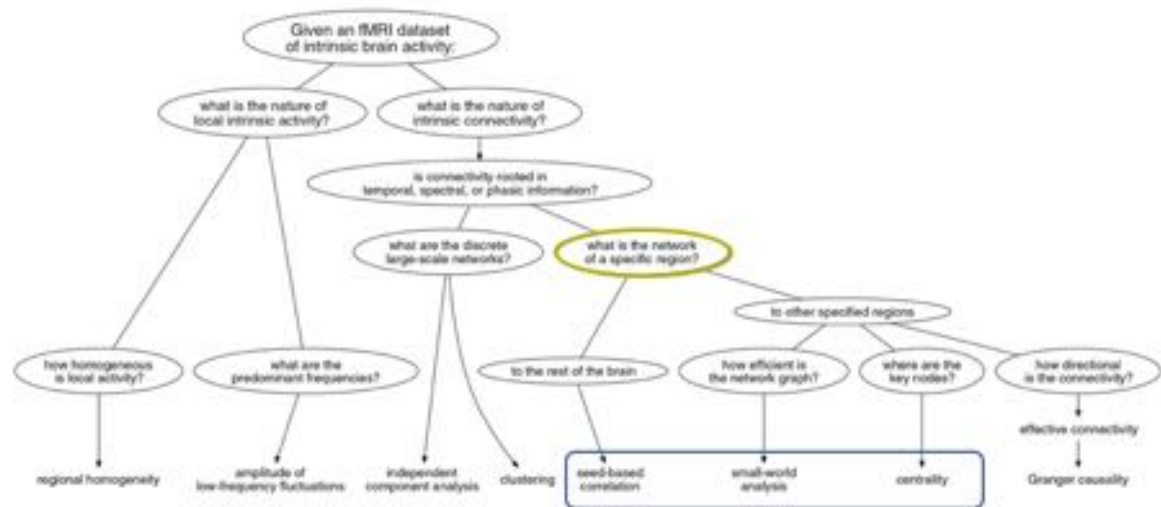 Given an fMRI dataset
of intrinsic brain activity:
what is the nature of
local intrinsic activity?
what is the nature of
intrinsic connectivity?
is connectivity rooted in
temporal, spectral, or phasic information?
what are the discrete
large-scale networks?
what is the network
of a specific region?
to other specified regions
how homogeneous
is local activity?
what are the
predominant frequencies?
to the rest of the brain
how efficient is
the network graph?
where are the
key nodes?
how directional
is the connectivity?
effective connectivity
regional homogeneity
amplitude of
low-frequency fluctuations
independent
component analysis
clustering
seed-based
correlation
small-world
analysis
centrality
Granger causality